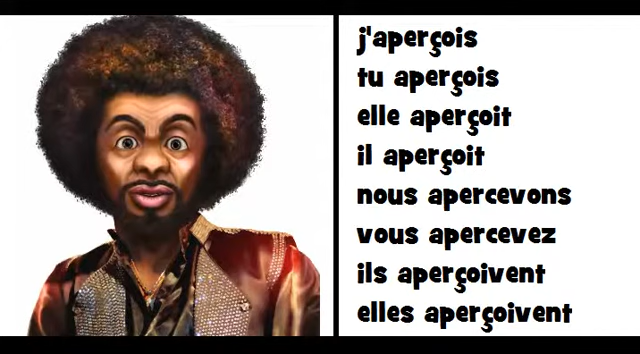 j'aperçois
tu aperçois
elle aperçoit
il aperçoit
nous apercevons
vous apercevez
ils aperçoivent
elles aperçoivent